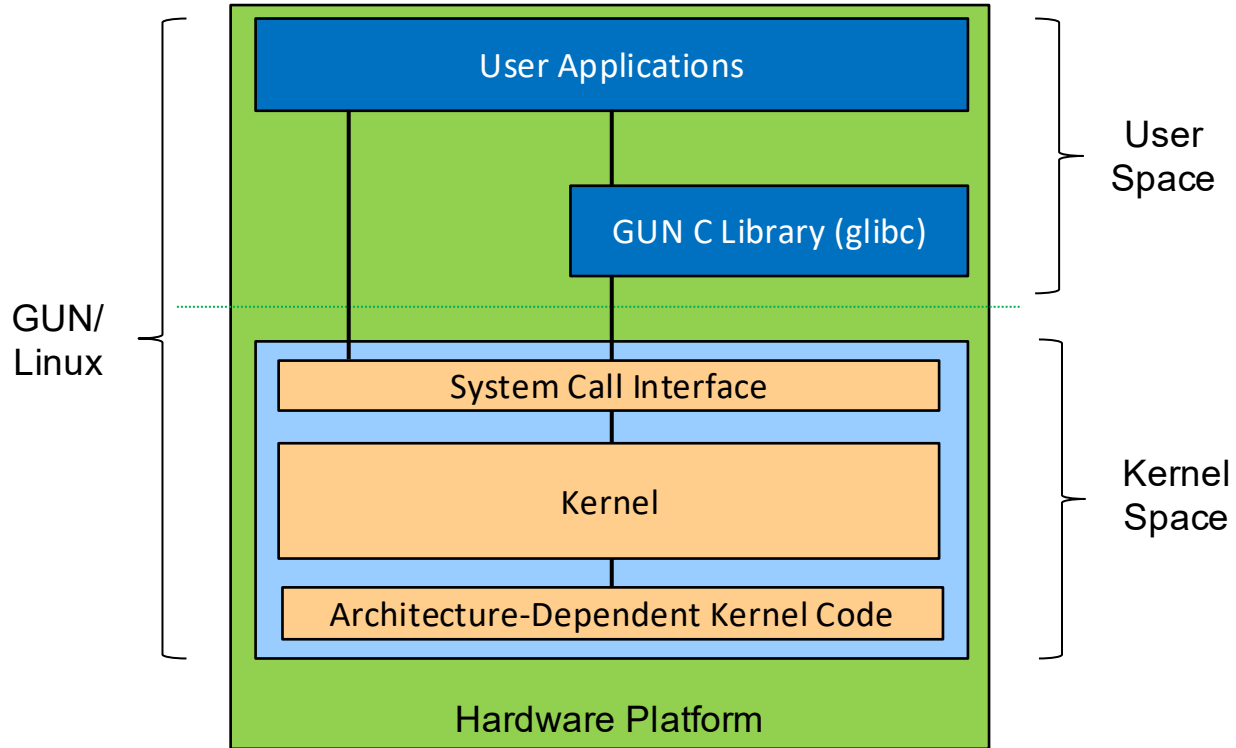 User Applications
User
Space
GUN C Library (glibc)
GUN/
Linux
System Call Interface
Kernel
Kernel
Space
Architecture-Dependent Kernel Code
Hardware Platform